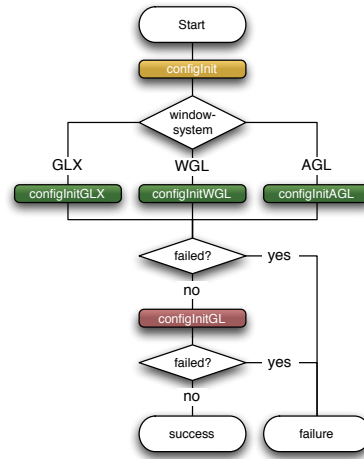 Start
configInit
window-
system
GLX WGL AGL
configInitGLX configInitWGL configInitAGL
failed? yes
no
configInitGL
failed? yes
no
success failure